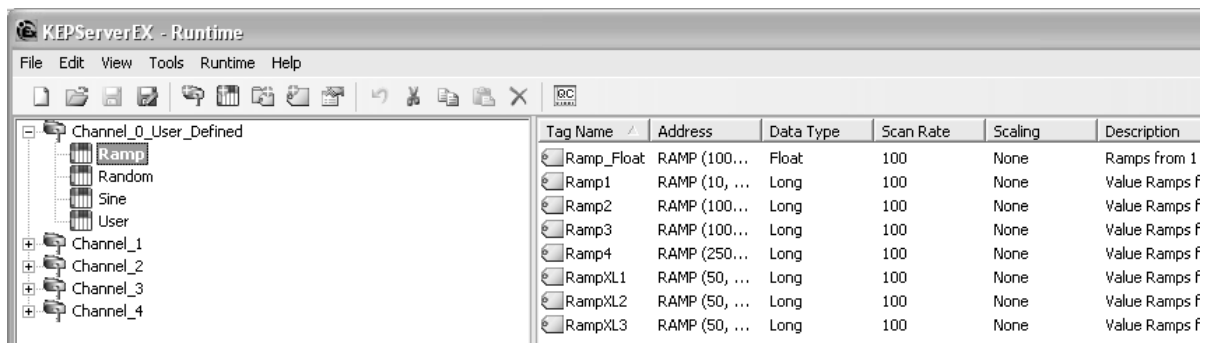 KEPServerEX - Runtime
File Edit View Tools Runtime Help
QC
Channel_0_User_Defined
Ramp
Random
Sine
User
Channel_1
Channel_2
Channel_3
Channel_4
Tag Name Address Data Type Scan Rate Scaling Description
Ramp_Float RAMP (100... Float 100 None Ramps from 1
Ramp1 RAMP (10, ... Long 100 None Value Ramps f
Ramp2 RAMP (100... Long 100 None Value Ramps f
Ramp3 RAMP (100... Long 100 None Value Ramps f
Ramp4 RAMP (250... Long 100 None Value Ramps f
RampXL1 RAMP (50, ... Long 100 None Value Ramps f
RampXL2 RAMP (50, ... Long 100 None Value Ramps f
RampXL3 RAMP (50, ... Long 100 None Value Ramps f